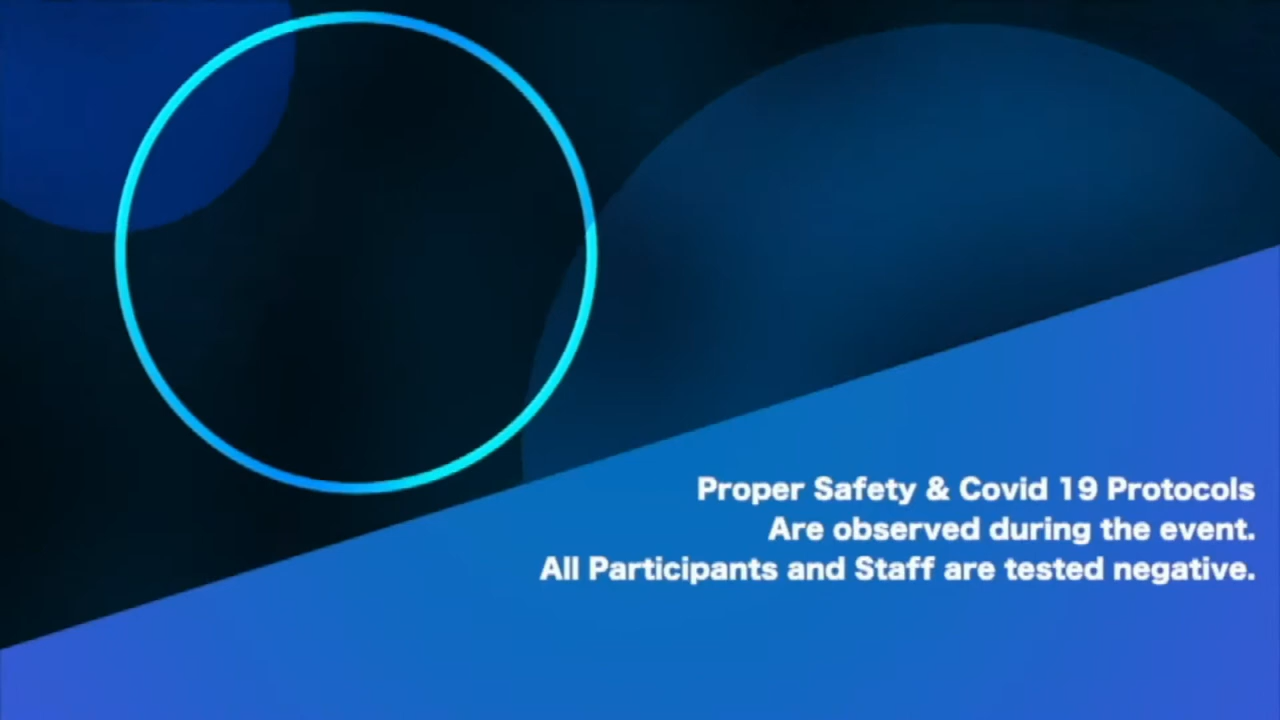 Proper Safety & Covid 19 Protocols
Are observed during the event.
All Participants and Staff are tested negative.